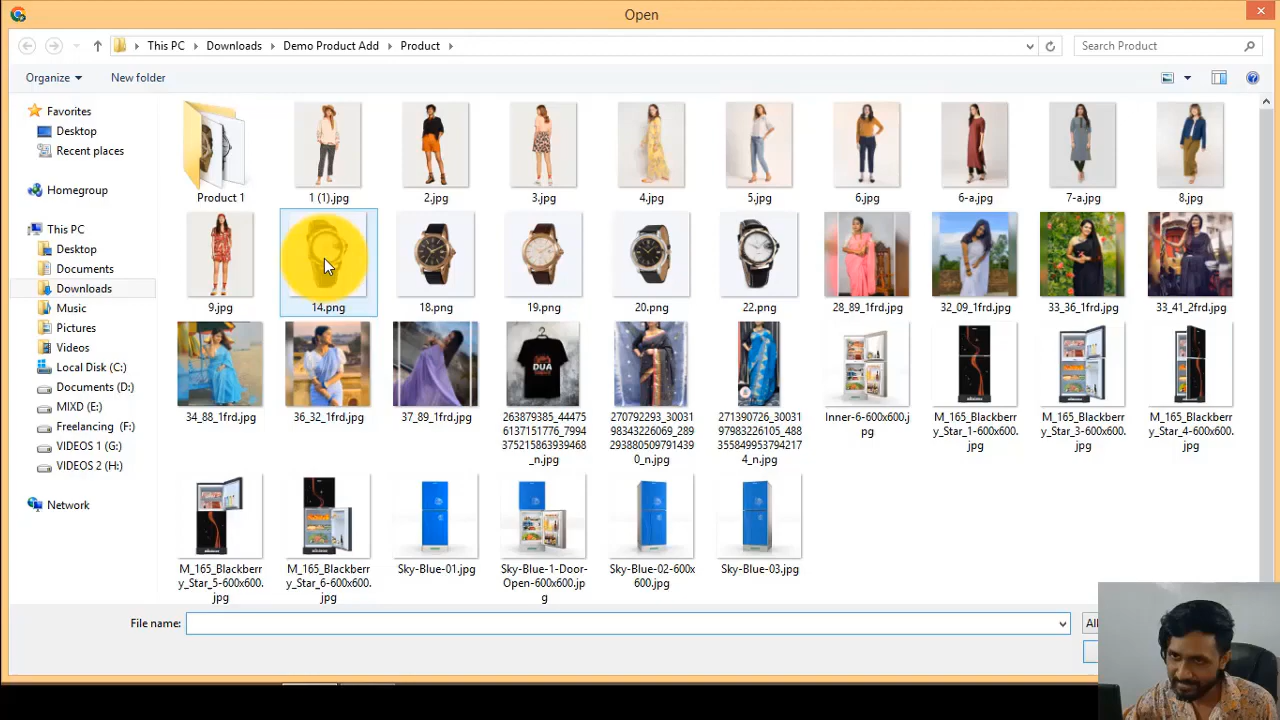 Open
This PC
Downloads
Demo Product Add
Product
Search Product
Organize
New folder
Favorites
Desktop
Recent places
Homegroup
This PC
Desktop
Documents
Downloads
Music
Pictures
Videos
Local Disk (C:)
Documents (D:)
MIXD (E:)
Freelancing (F:)
VIDEOS 1 (G:)
VIDEOS 2 (H:)
Network
Product 1
1 (1).jpg
2.jpg
3.jpg
4.jpg
5.jpg
6.jpg
6-a.jpg
7-a.jpg
8.jpg
9.jpg
14.png
18.png
19.png
20.png
22.png
28_89_1frd.jpg
32_09_1frd.jpg
33_36_1frd.jpg
33_41_2frd.jpg
34_88_1frd.jpg
36_32_1frd.jpg
37_89_1frd.jpg
DUA
263879385_44475
6137151776_7994
375215863939468
_n.jpg
270792293_30031
98343226069_289
293880509791439
0_n.jpg
271390726_30031
97983226105_488
355849953794217
4_n.jpg
Inner-6-600x600.j
pg
M_165_Blackberr
y_Star_1-600x600.
jpg
M_165_Blackberr
y_Star_3-600x600.
jpg
M_165_Blackberr
y_Star_4-600x600.
jpg
M_165_Blackberr
y_Star_5-600x600.
jpg
M_165_Blackberr
y_Star_6-600x600.
jpg
Sky-Blue-01.jpg
Sky-Blue-1-Door-
Open-600x600.jp
g
Sky-Blue-02-600x
600.jpg
Sky-Blue-03.jpg
File name:
All